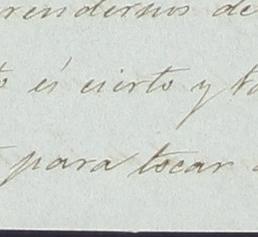 rendernos de
es cierto y
para tocar